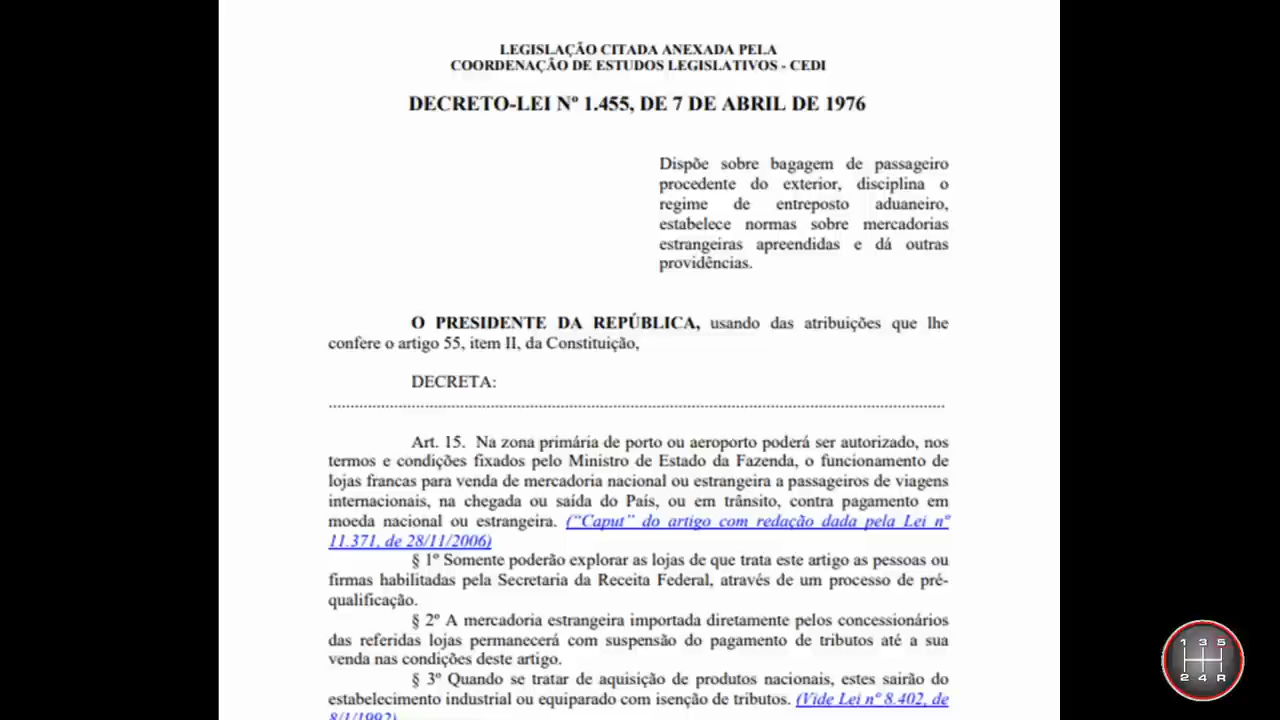 LEGISLAÇÃO CITADA ANEXADA PELA
COORDENAÇÃO DE ESTUDOS LEGISLATIVOS - CEDI
DECRETO-LEI Nº 1.455, DE 7 DE ABRIL DE 1976
Dispõe sobre bagagem de passageiro
procedente do exterior, disciplina o
regime de entreposto aduaneiro,
estabelece normas sobre mercadorias
estrangeiras apreendidas e dá outras
providências.
O PRESIDENTE DA REPÚBLICA, usando das atribuições que lhe
confere o artigo 55, item II, da Constituição,
DECRETA:
Art. 15. Na zona primária de porto ou aeroporto poderá ser autorizado, nos
termos e condições fixados pelo Ministro de Estado da Fazenda, o funcionamento de
lojas francas para venda de mercadoria nacional ou estrangeira a passageiros de viagens
internacionais, na chegada ou saída do País, ou em trânsito, contra pagamento em
moeda nacional ou estrangeira. (“Caput” do artigo com redação dada pela Lei nº
11.371, de 28/11/2006)
§ 1º Somente poderão explorar as lojas de que trata este artigo as pessoas ou
firmas habilitadas pela Secretaria da Receita Federal, através de um processo de pré-
qualificação.
§ 2º A mercadoria estrangeira importada diretamente pelos concessionários
das referidas lojas permanecerá com suspensão do pagamento de tributos até a sua
venda nas condições deste artigo.
§ 3º Quando se tratar de aquisição de produtos nacionais, estes sairão do
estabelecimento industrial ou equiparado com isenção de tributos. (Vide Lei nº 8.402, de
8/1/1992)
1 3 5
2 4 R